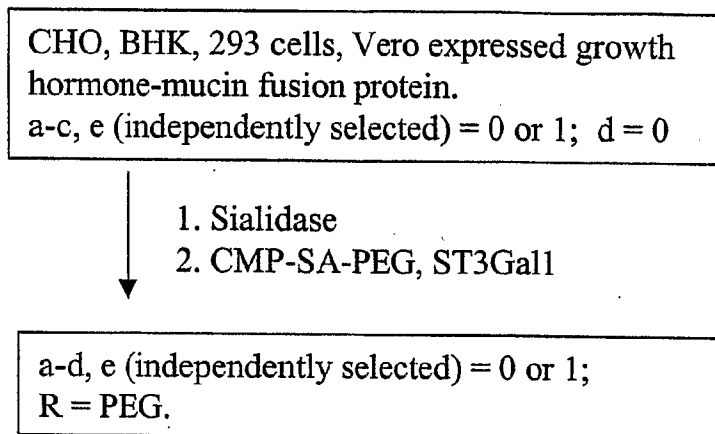 CHO, BHK, 293 cells, Vero expressed growth
hormone-mucin fusion protein.
a-c, e (independently selected) = 0 or 1; d = 0
1. Sialidase
2. CMP-SA-PEG, ST3Gal1
a-d, e (independently selected) = 0 or 1;
R = PEG.